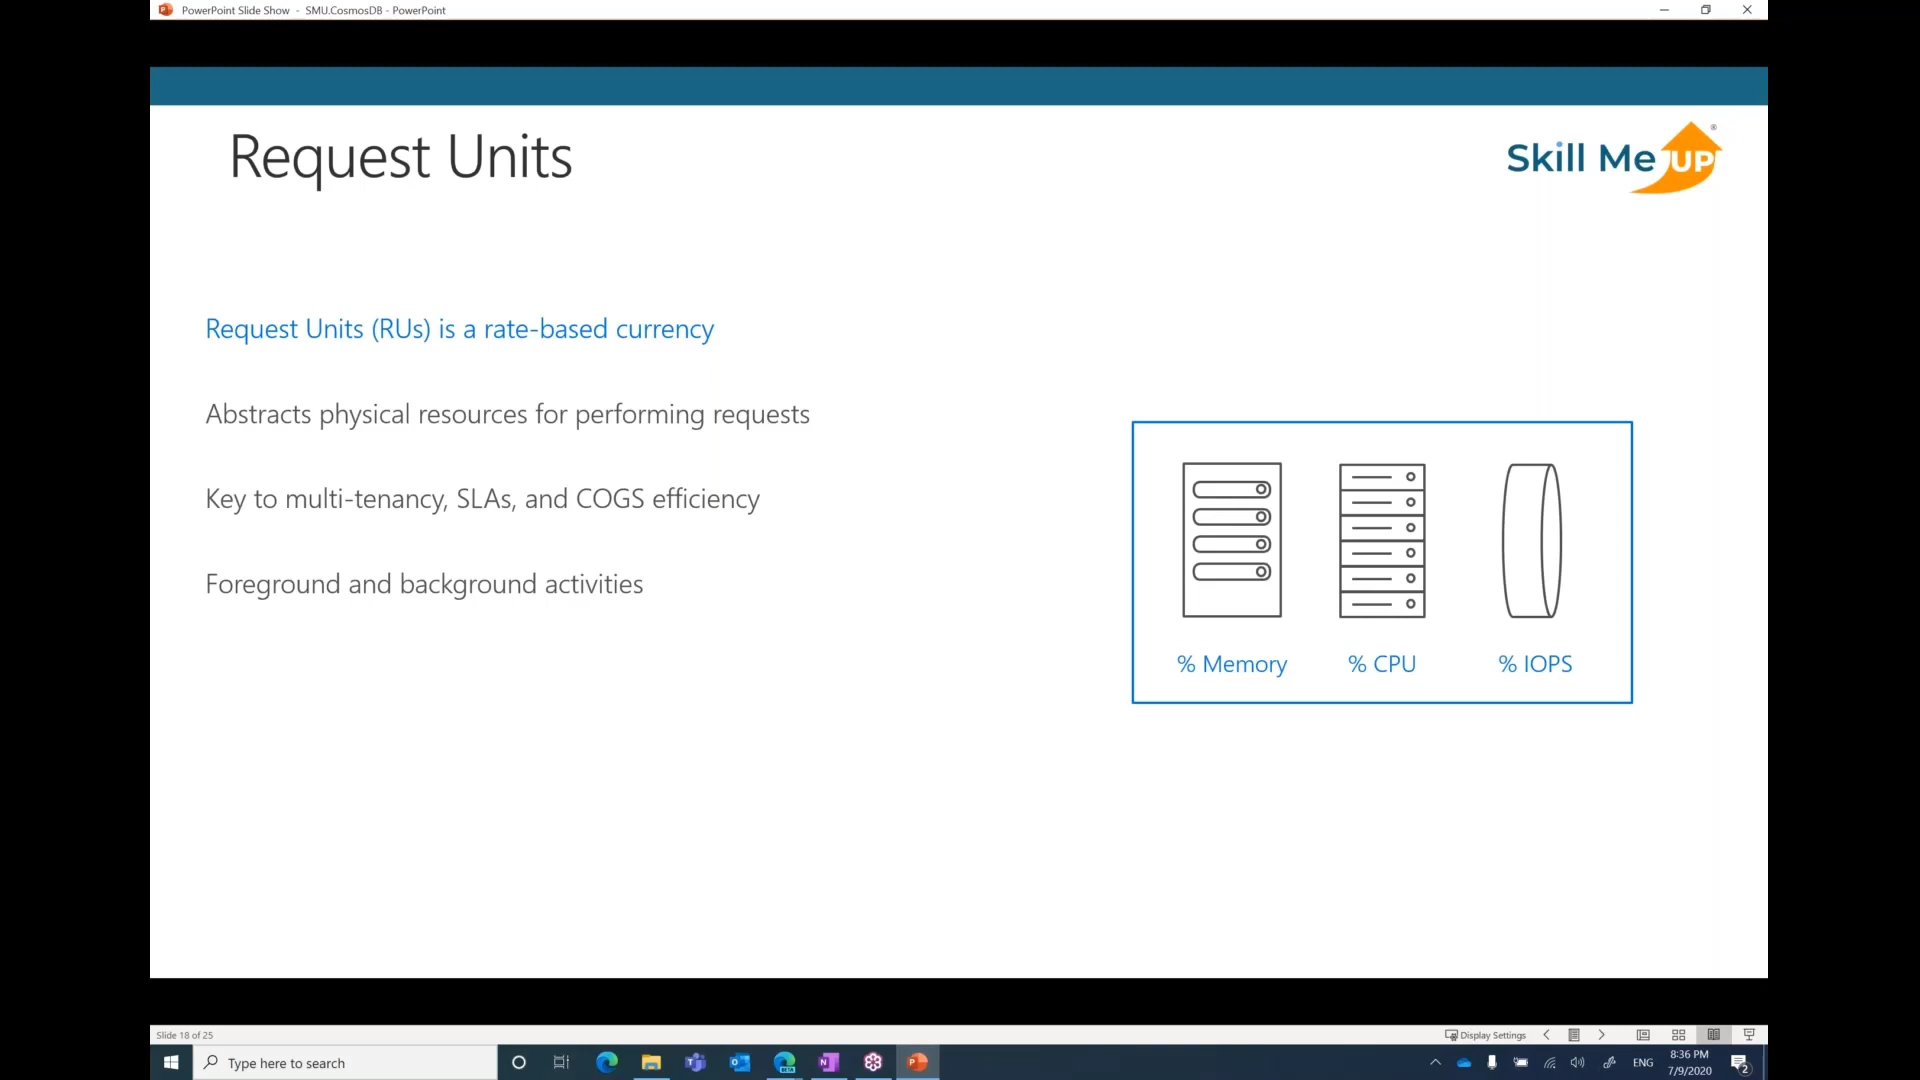 PowerPoint Slide Show - SMU.CosmosDB - PowerPoint
Request Units
Skill Me UP®
Request Units (RUs) is a rate-based currency
Abstracts physical resources for performing requests
Key to multi-tenancy, SLAs, and COGS efficiency
Foreground and background activities
% Memory
% CPU
% IOPS
Slide 18 of 25
Display Settings
Type here to search
BETA
ENG
8:36 PM
7/9/2020
2